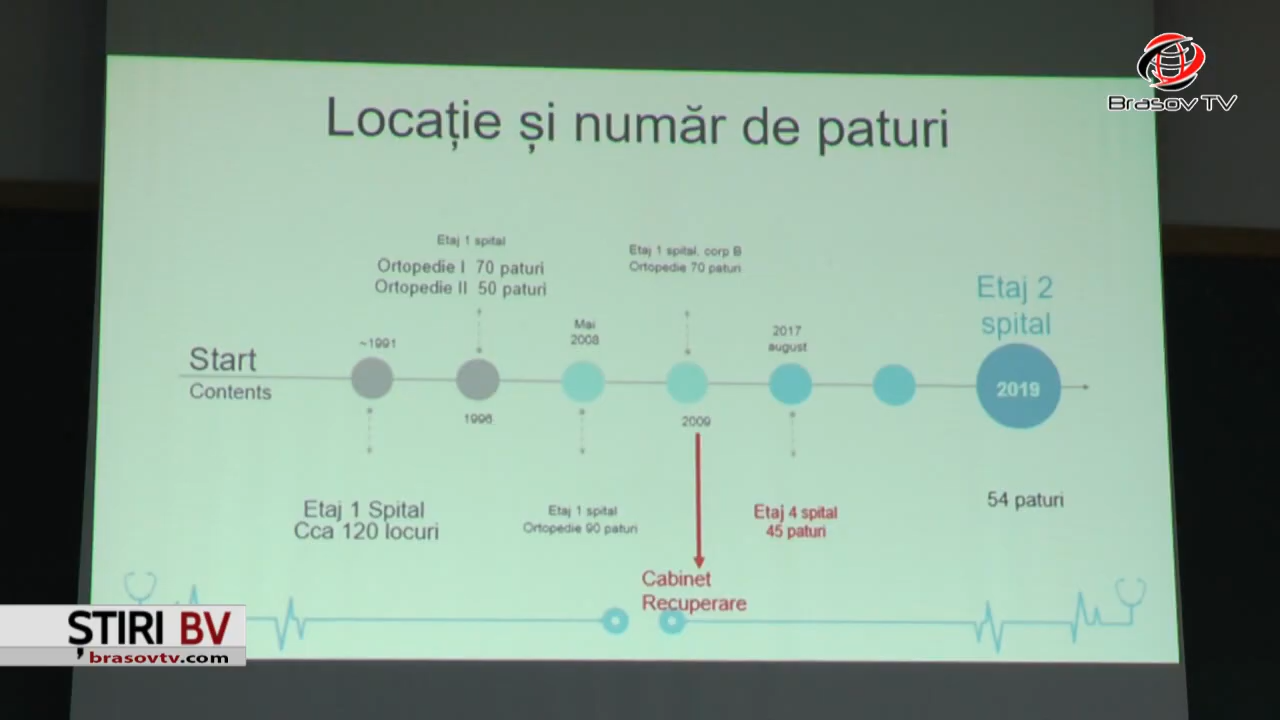 Brasov TV
Locație și număr de paturi
Etaj 1 spital
Ortopedie I 70 paturi
Ortopedie II 50 paturi
Etaj 1 spital, corp B
Ortopedie 70 paturi
Etaj 2
spital
~1991
Mai
2008
2017
august
Start
Contents
2019
1996
2009
Etaj 1 Spital
Cca 120 locuri
Etaj 1 spital
Ortopedie 90 paturi
Etaj 4 spital
45 paturi
54 paturi
Cabinet
Recuperare
ȘTIRI BV
brasovtv.com